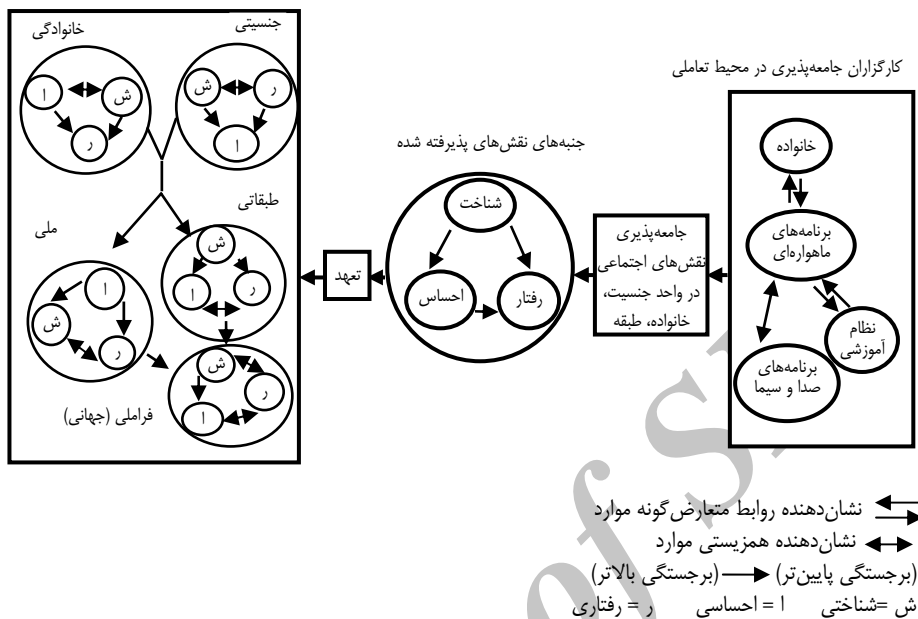 کارگزاران جامعه‌پذیری در محیط تعاملی
خانواده
برنامه‌های
ماهواره‌ای
نظام
آموزشی
برنامه‌های
صدا و سیما
جامعه‌پذیری
نقش‌های اجتماعی
در واحد جنسیت،
خانواده، طبقه
جنبه‌های نقش‌های پذیرفته شده
شناخت
رفتار
احساس
تعهد
جنسیتی
ر
ش
ا
خانوادگی
ش
ا
ر
طبقاتی
ش
ر
ا
ملی
ا
ش
ر
فراملی (جهانی)
ش
ر
ا
نشان‌دهنده روابط متعارض‌گونه موارد
نشان‌دهنده همزیستی موارد
(برجستگی پایین‌تر) (برجستگی بالاتر)
ش =شناختی ا = احساسی ر = رفتاری
of